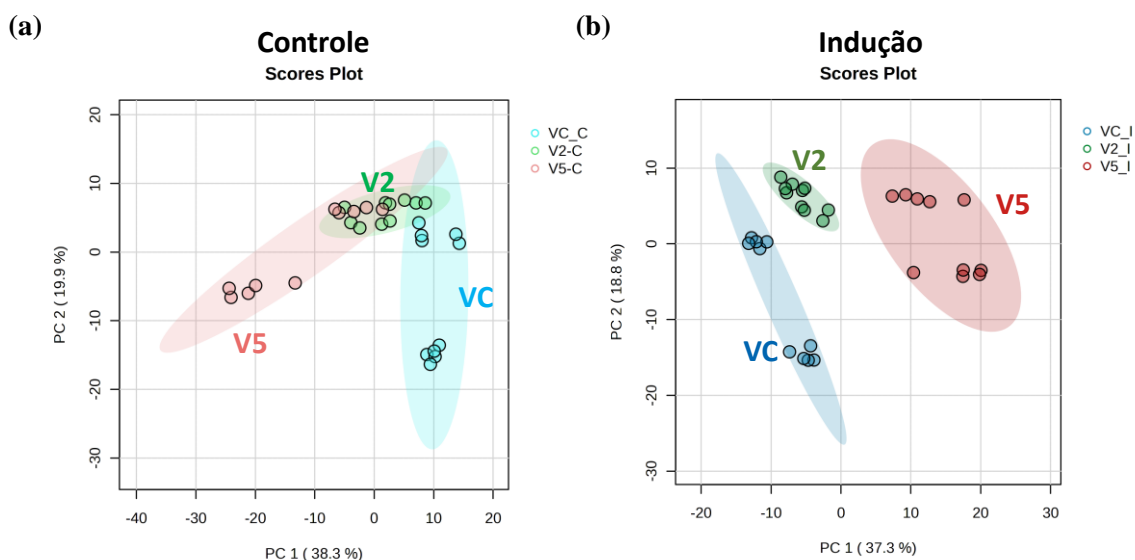 (a)
Controle
Scores Plot
V2
VC
V5
VC_C
V2-C
V5-C
20
10
0
-10
-20
-30
PC 2 ( 19.9 %)
-40
-30
-20
-10
0
10
20
PC 1 ( 38.3 %)
(b)
Indução
Scores Plot
V2
V5
VC
VC_I
V2_I
V5_I
10
0
-10
-20
-30
PC 2 ( 18.8 %)
-20
-10
0
10
20
30
PC 1 ( 37.3 %)